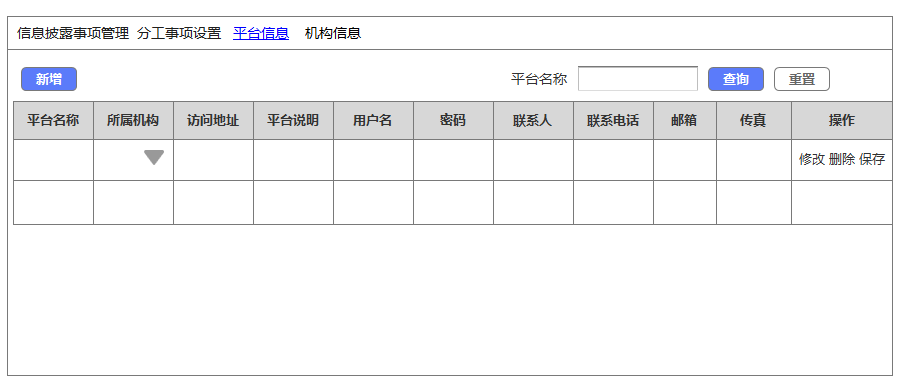 信息披露事项管理 分工事项设置 平台信息 机构信息
新增 平台名称 查询 重置
平台名称 所属机构 访问地址 平台说明 用户名 密码 联系人 联系电话 邮箱 传真 操作
修改 删除 保存